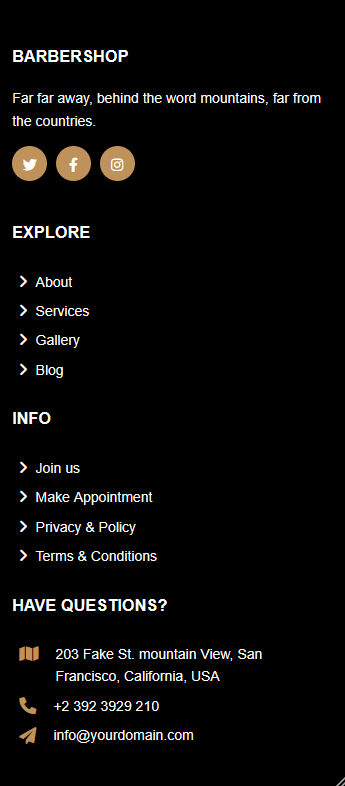 BARBERSHOP
Far far away, behind the word mountains, far from
the countries.
EXPLORE
About
Services
Gallery
Blog
INFO
Join us
Make Appointment
Privacy & Policy
Terms & Conditions
HAVE QUESTIONS?
203 Fake St. mountain View, San
Francisco, California, USA
+2 392 3929 210
info@yourdomain.com